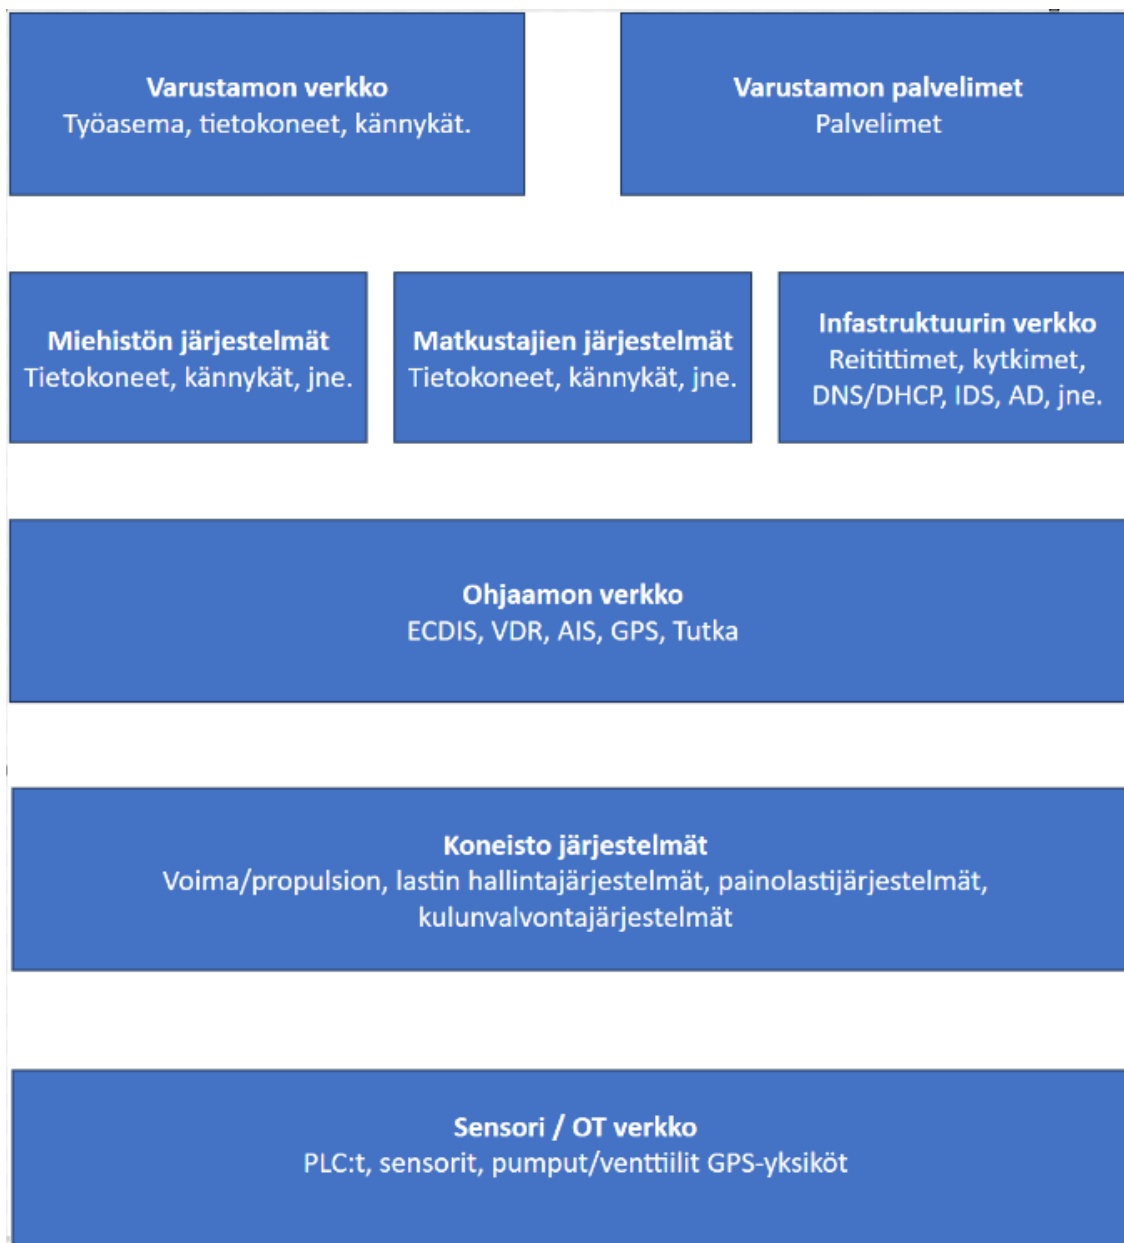 Varustamon verkko
Työasema, tietokoneet, kännykät.
Varustamon palvelimet
Palvelimet
Miehistön järjestelmät
Tietokoneet, kännykät, jne.
Matkustajien järjestelmät
Tietokoneet, kännykät, jne.
Infastruktuurin verkko
Reitittimet, kytkimet,
DNS/DHCP, IDS, AD, jne.
Ohjaamon verkko
ECDIS, VDR, AIS, GPS, Tutka
Koneisto järjestelmät
Voima/propulsion, lastin hallintajärjestelmät, painolastijärjestelmät,
kulunvalvontajärjestelmät
Sensori / OT verkko
PLC:t, sensorit, pumput/venttiilit GPS-yksiköt